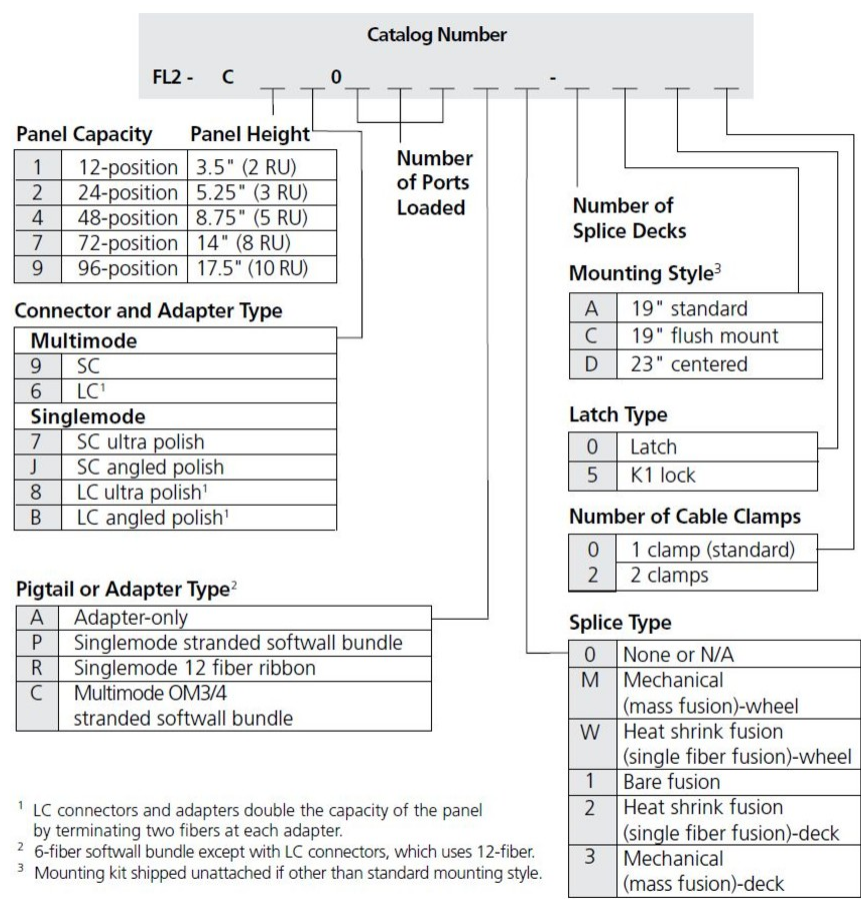 Catalog Number
FL2 - C _ _ 0 _ _ _ _ _ - _ _ _ _
Panel Capacity Panel Height
1 12-position 3.5" (2 RU)
2 24-position 5.25" (3 RU)
4 48-position 8.75" (5 RU)
7 72-position 14" (8 RU)
9 96-position 17.5" (10 RU)
Connector and Adapter Type
Multimode
9 SC
6 LC¹
Singlemode
7 SC ultra polish
J SC angled polish
8 LC ultra polish¹
B LC angled polish¹
Pigtail or Adapter Type²
A Adapter-only
P Singlemode stranded softwall bundle
R Singlemode 12 fiber ribbon
C Multimode OM3/4
stranded softwall bundle
Number
of Ports
Loaded
Number of
Splice Decks
Mounting Style³
A 19" standard
C 19" flush mount
D 23" centered
Latch Type
0 Latch
5 K1 lock
Number of Cable Clamps
0 1 clamp (standard)
2 2 clamps
Splice Type
0 None or N/A
M Mechanical
(mass fusion)-wheel
W Heat shrink fusion
(single fiber fusion)-wheel
1 Bare fusion
2 Heat shrink fusion
(single fiber fusion)-deck
3 Mechanical
(mass fusion)-deck
¹ LC connectors and adapters double the capacity of the panel
by terminating two fibers at each adapter.
² 6-fiber softwall bundle except with LC connectors, which uses 12-fiber.
³ Mounting kit shipped unattached if other than standard mounting style.